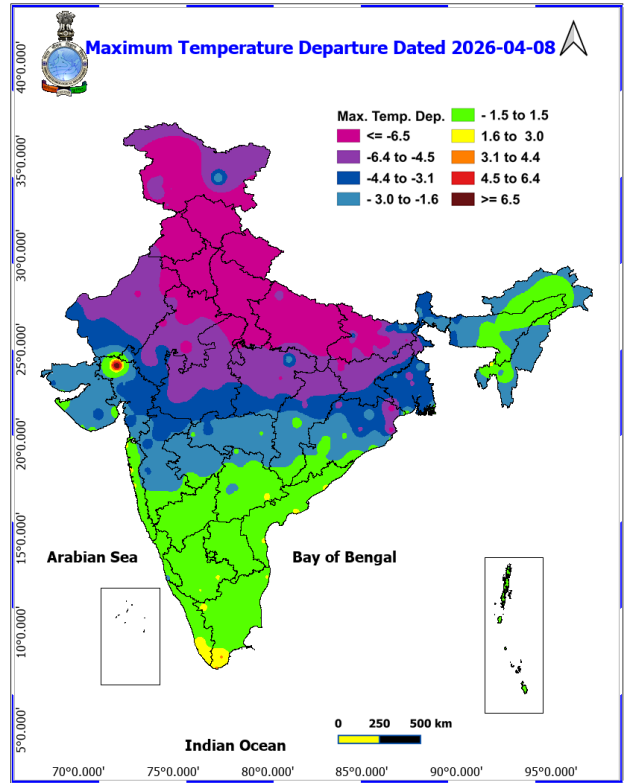 Maximum Temperature Departure Dated 2026-04-08
Max. Temp. Dep.
<= -6.5
-6.4 to -4.5
-4.4 to -3.1
- 3.0 to -1.6
- 1.5 to 1.5
1.6 to 3.0
3.1 to 4.4
4.5 to 6.4
>= 6.5
40°0.000'
35°0.000'
30°0.000'
25°0.000'
20°0.000'
15°0.000'
10°0.000'
5°0.000'
Arabian Sea
Bay of Bengal
Indian Ocean
0 250 500 km
70°0.000' 75°0.000' 80°0.000' 85°0.000' 90°0.000' 95°0.000'